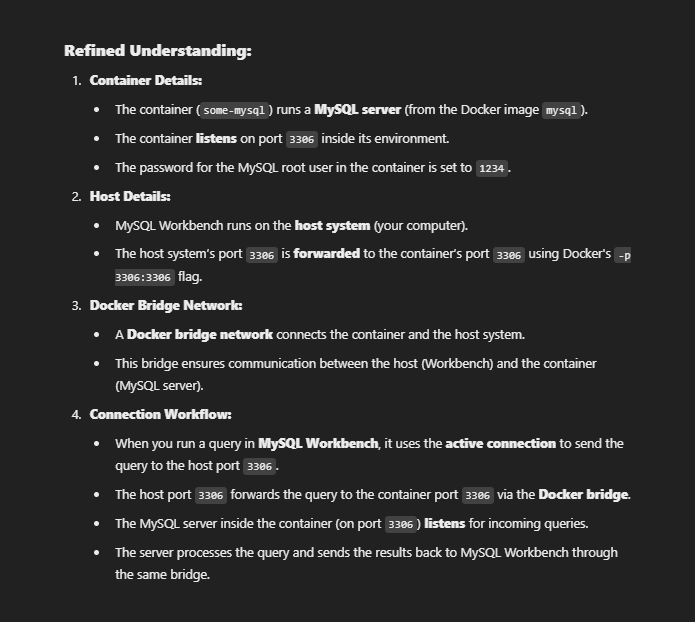 Refined Understanding:
1. Container Details:
• The container (some-mysql) runs a MySQL server (from the Docker image mysql).
• The container listens on port 3306 inside its environment.
• The password for the MySQL root user in the container is set to 1234.
2. Host Details:
• MySQL Workbench runs on the host system (your computer).
• The host system's port 3306 is forwarded to the container's port 3306 using Docker's -p
3306:3306 flag.
3. Docker Bridge Network:
• A Docker bridge network connects the container and the host system.
• This bridge ensures communication between the host (Workbench) and the container
(MySQL server).
4. Connection Workflow:
• When you run a query in MySQL Workbench, it uses the active connection to send the
query to the host port 3306.
• The host port 3306 forwards the query to the container port 3306 via the Docker bridge.
• The MySQL server inside the container (on port 3306) listens for incoming queries.
• The server processes the query and sends the results back to MySQL Workbench through
the same bridge.